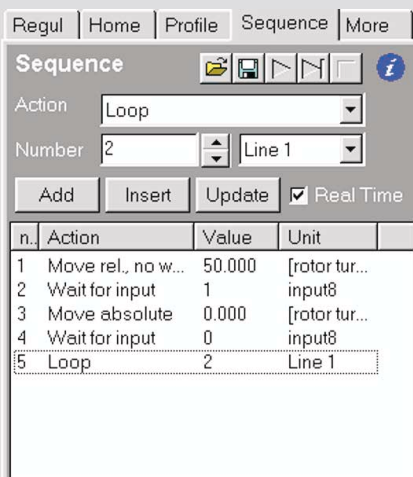 Regul Home Profile Sequence More
Sequence i
Action Loop
Number 2 Line 1
Add Insert Update Real Time
n.. Action Value Unit
1 Move rel., no w... 50.000 [rotor tur...
2 Wait for input 1 input8
3 Move absolute 0.000 [rotor tur...
4 Wait for input 0 input8
5 Loop 2 Line 1